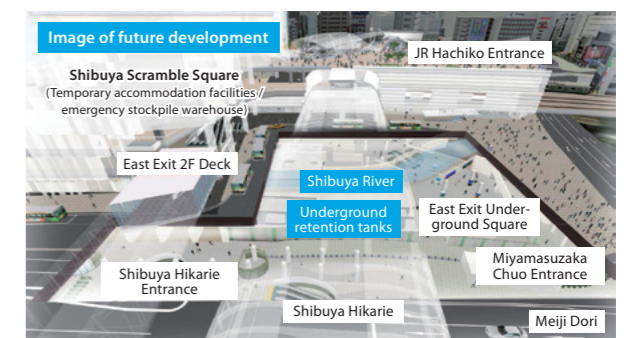 Image of future development
JR Hachiko Entrance
Shibuya Scramble Square
(Temporary accommodation facilities /
emergency stockpile warehouse)
East Exit 2F Deck
Shibuya River
Underground
retention tanks
East Exit Under-
ground Square
Miyamasuzaka
Chuo Entrance
Shibuya Hikarie
Entrance
Shibuya Hikarie
Meiji Dori